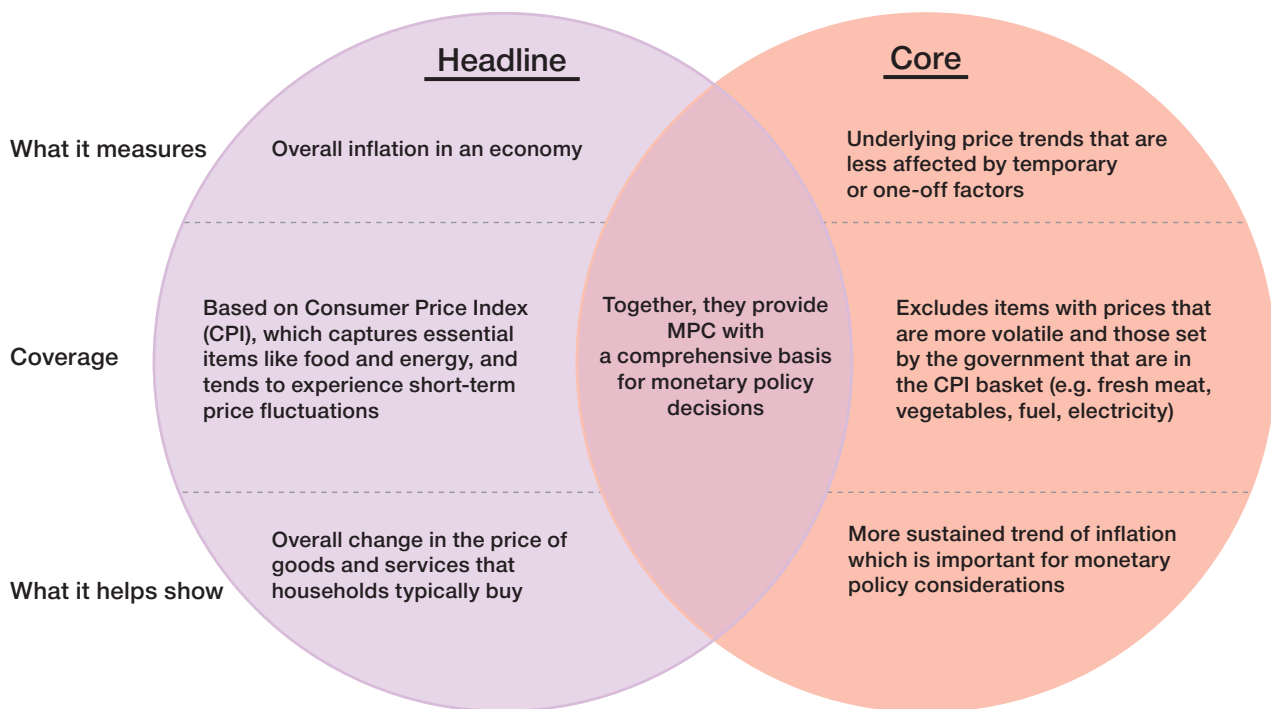 Headline
Core
What it measures
Overall inflation in an economy
Underlying price trends that are
less affected by temporary
or one-off factors
Coverage
Based on Consumer Price Index
(CPI), which captures essential
items like food and energy, and
tends to experience short-term
price fluctuations
Together, they provide
MPC with
a comprehensive basis
for monetary policy
decisions
Excludes items with prices that
are more volatile and those set
by the government that are in
the CPI basket (e.g. fresh meat,
vegetables, fuel, electricity)
What it helps show
Overall change in the price of
goods and services that
households typically buy
More sustained trend of inflation
which is important for monetary
policy considerations